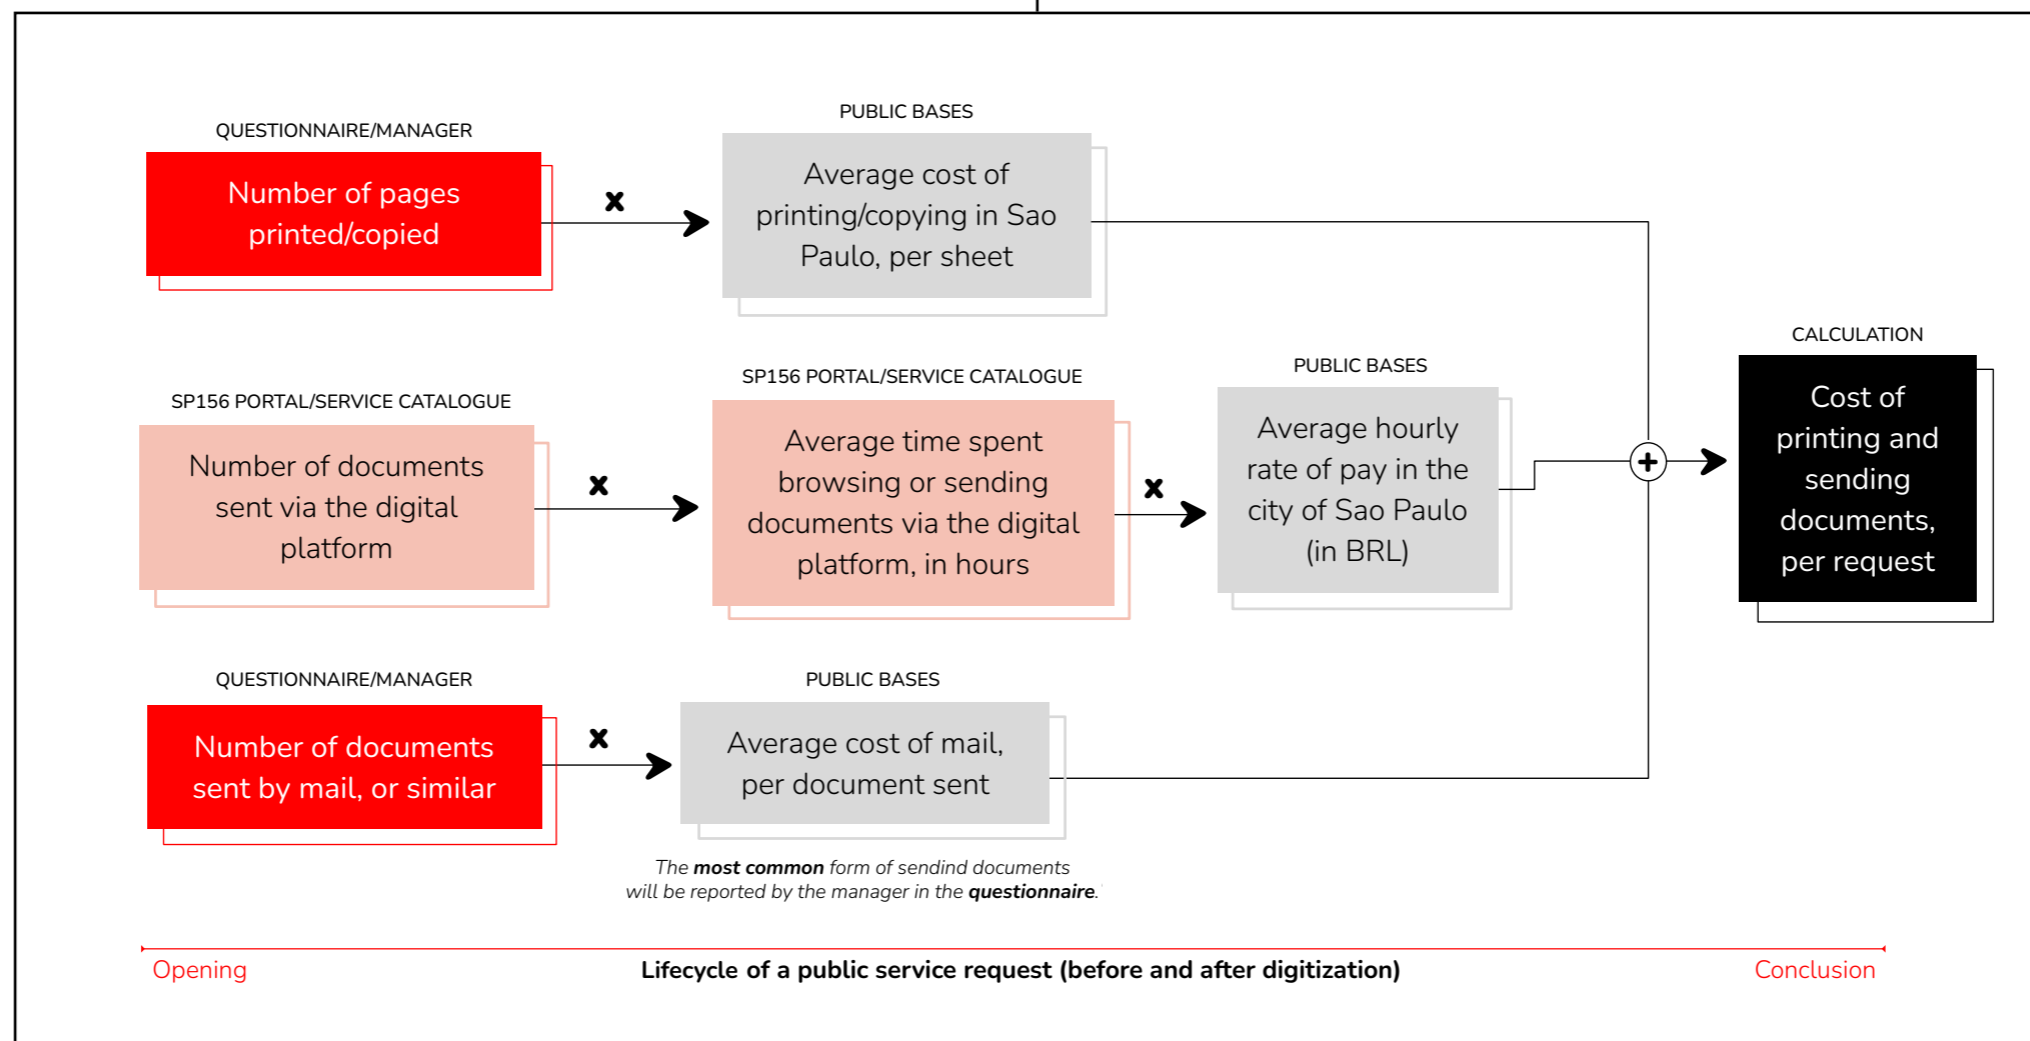 QUESTIONNAIRE/MANAGER
Number of pages
printed/copied
x
PUBLIC BASES
Average cost of
printing/copying in Sao
Paulo, per sheet
SP156 PORTAL/SERVICE CATALOGUE
Number of documents
sent via the digital
platform
x
SP156 PORTAL/SERVICE CATALOGUE
Average time spent
browsing or sending
documents via the digital
platform, in hours
x
PUBLIC BASES
Average hourly
rate of pay in the
city of Sao Paulo
(in BRL)
QUESTIONNAIRE/MANAGER
Number of documents
sent by mail, or similar
x
PUBLIC BASES
Average cost of mail,
per document sent
The most common form of sendind documents
will be reported by the manager in the questionnaire.
+
CALCULATION
Cost of
printing and
sending
documents,
per request
Opening
Lifecycle of a public service request (before and after digitization)
Conclusion